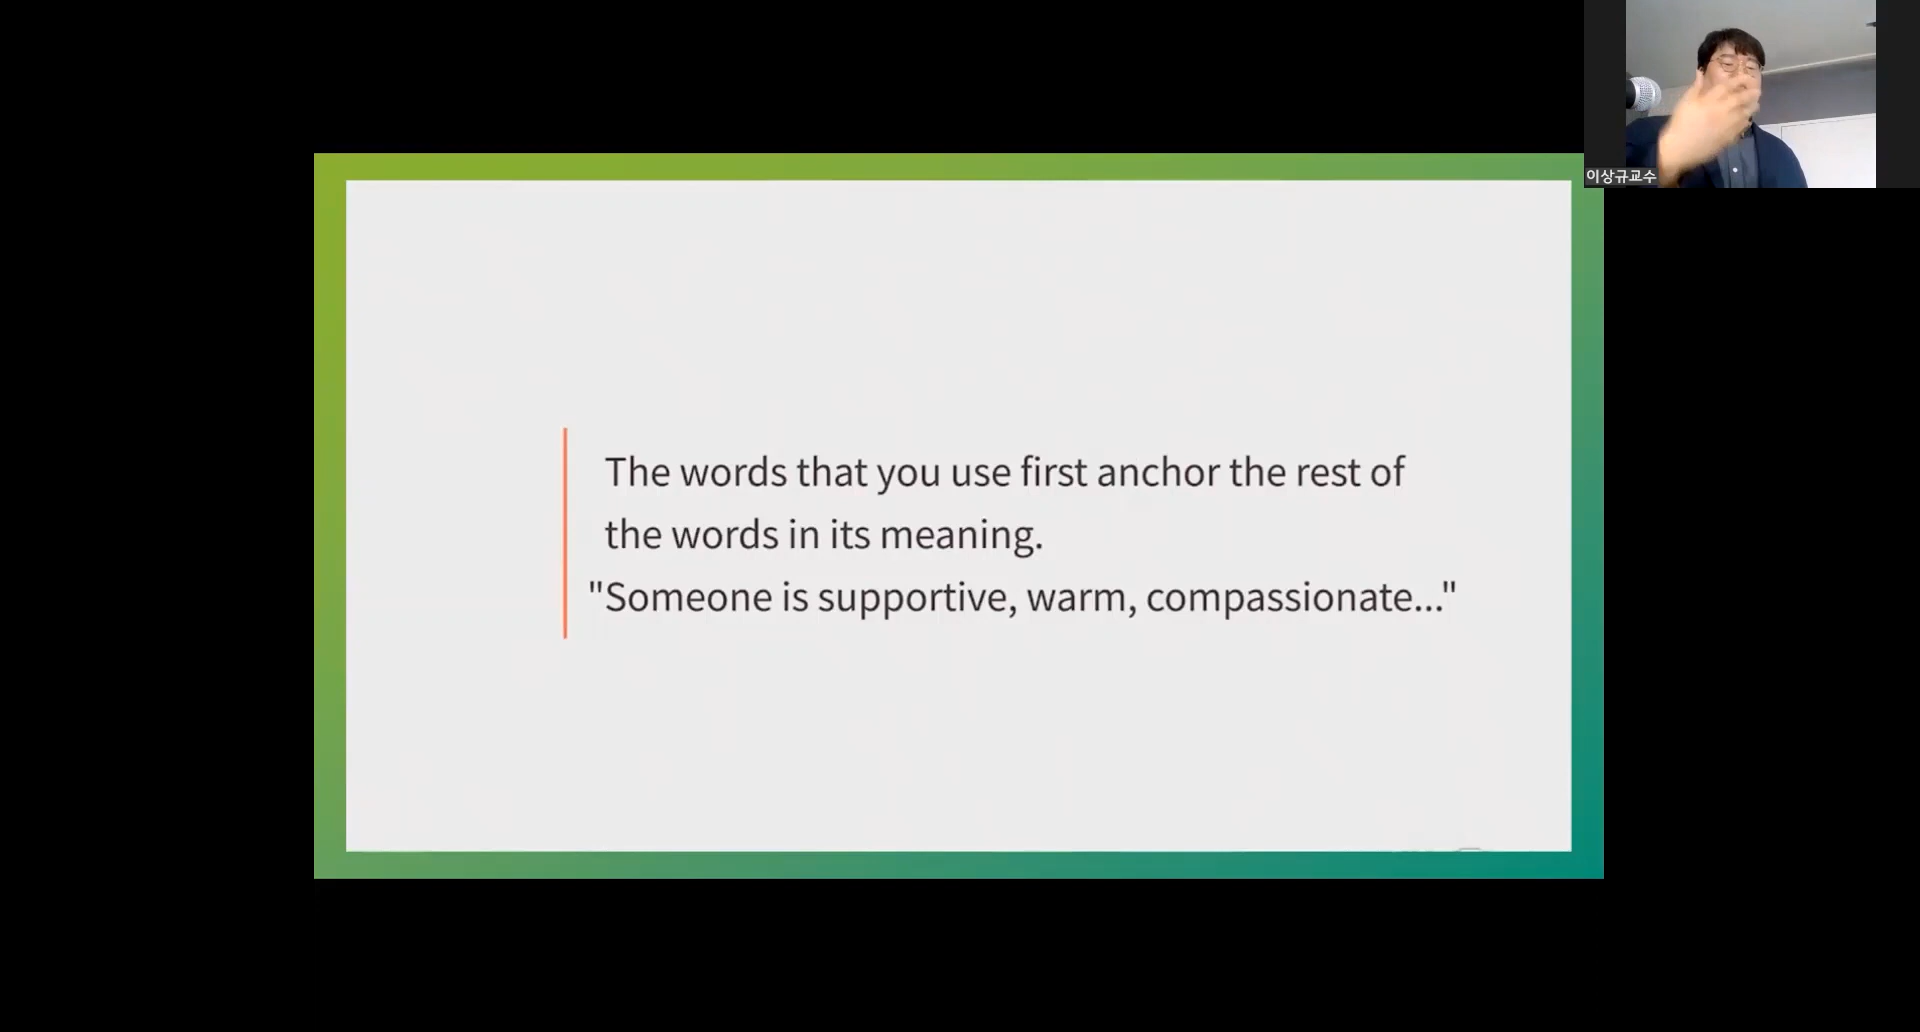 이상규교수
The words that you use first anchor the rest of
the words in its meaning.
"Someone is supportive, warm, compassionate..."